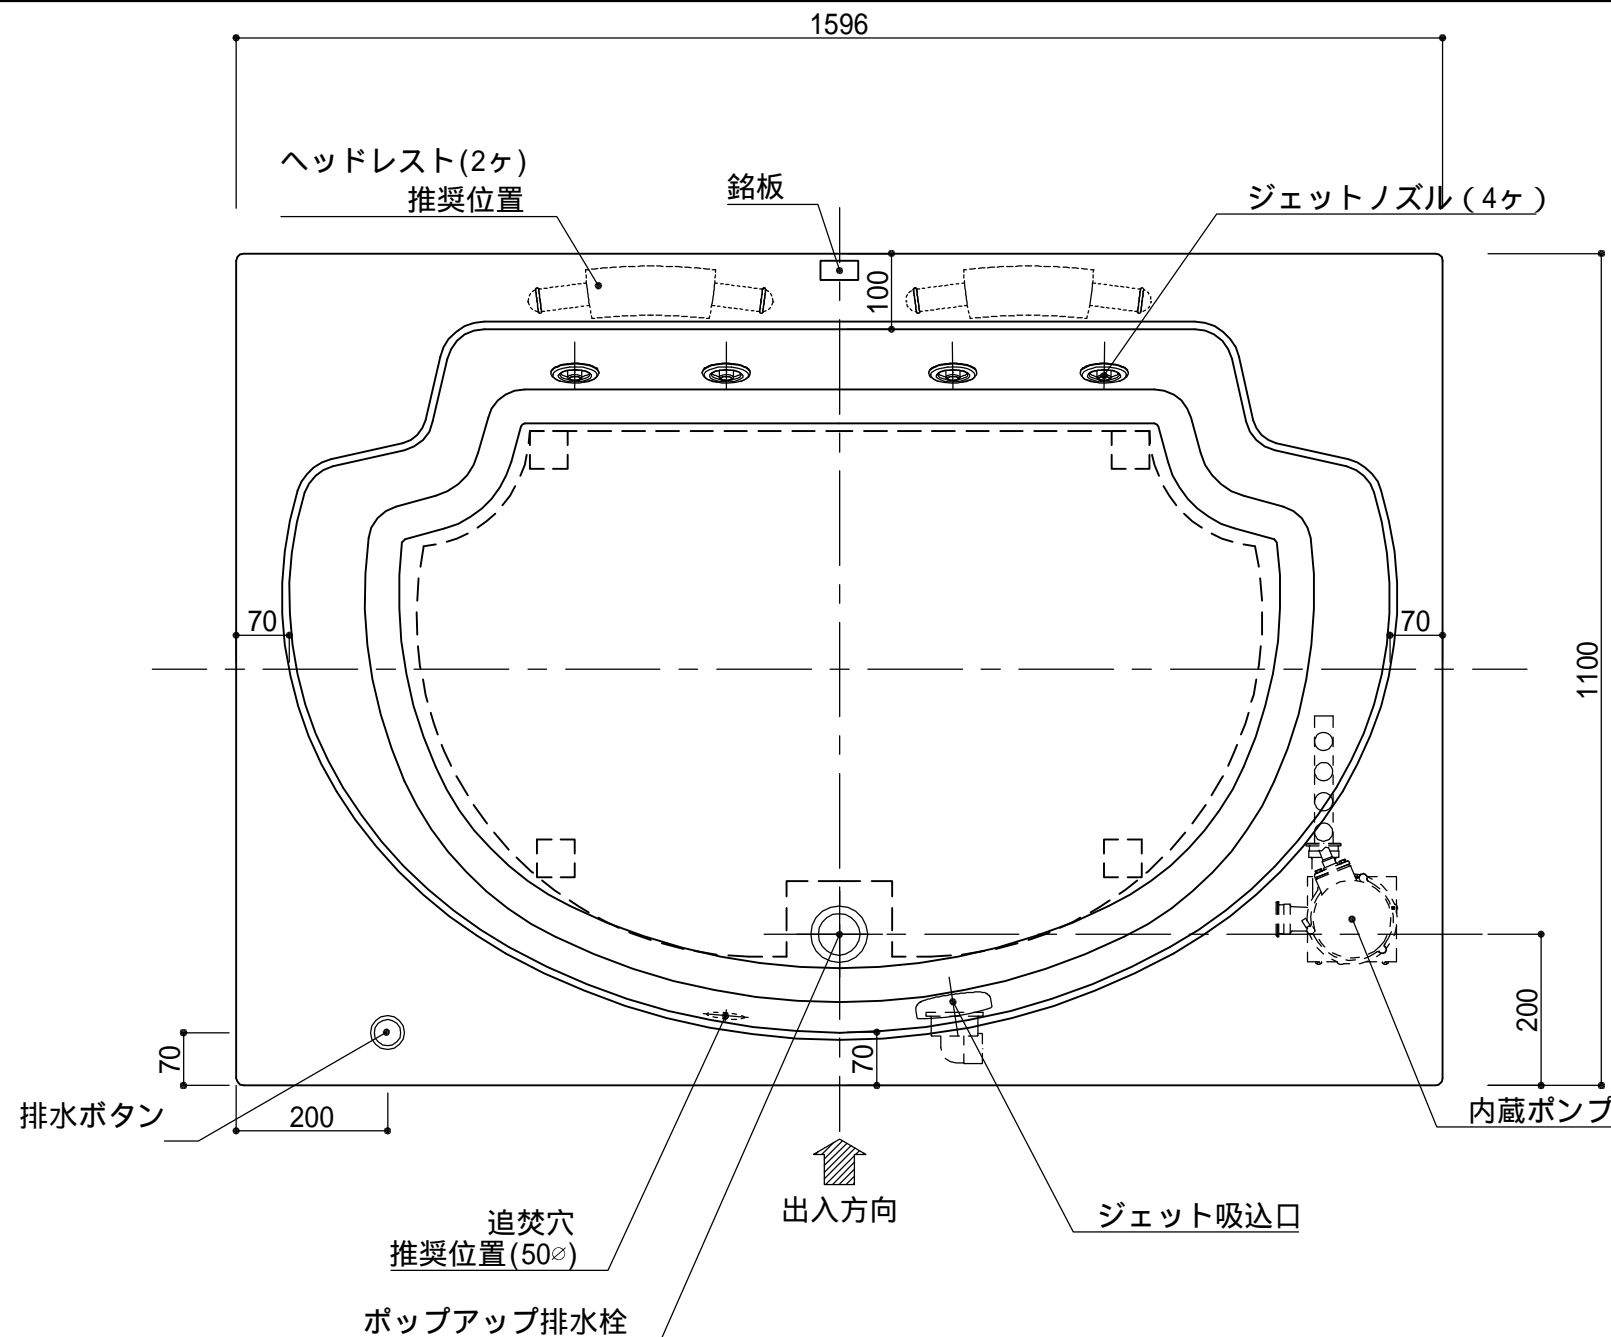 1596
ヘッドレスト(2ヶ)
推奨位置
銘板
ジェットノズル(4ヶ)
100
70
70
1100
200
70
70
排水ボタン
200
内蔵ポンプ
出入方向
ジェット吸込口
追焚穴
推奨位置(50∅)
ポップアップ排水栓